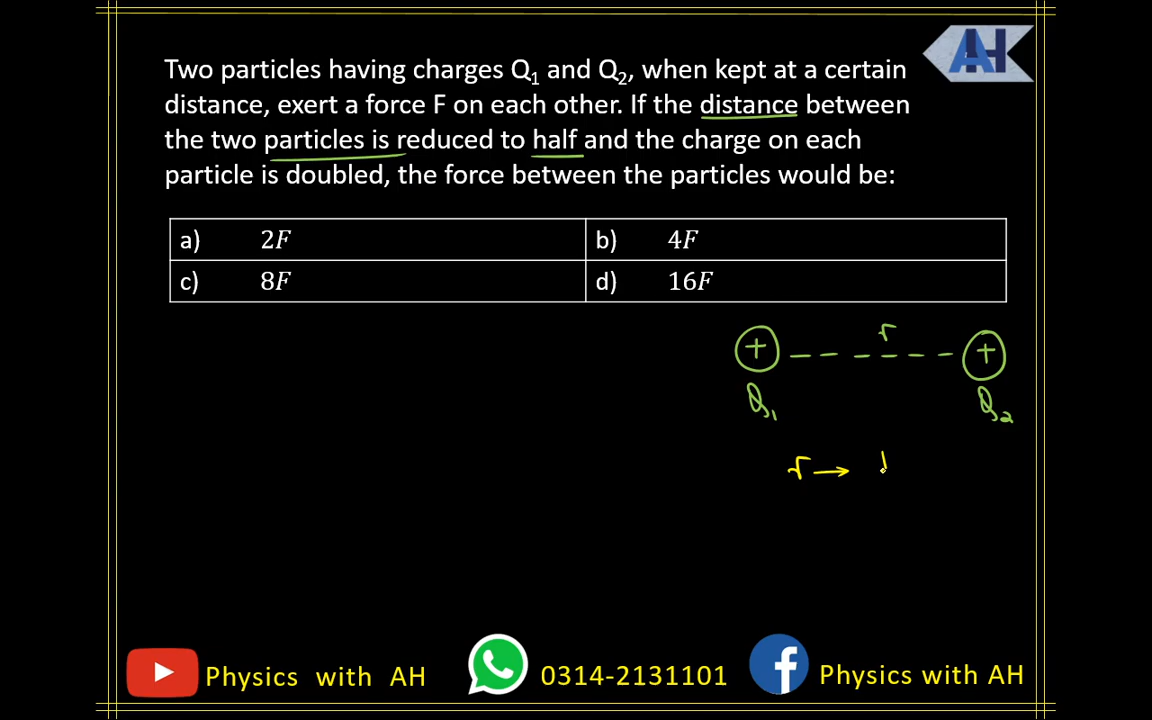 AH
Two particles having charges Q₁ and Q₂, when kept at a certain
distance, exert a force F on each other. If the distance between
the two particles is reduced to half and the charge on each
particle is doubled, the force between the particles would be:
a) 2F b) 4F
c) 8F d) 16F
r
+ +
Q₁ Q₂
r →
Physics with AH 0314-2131101 Physics with AH